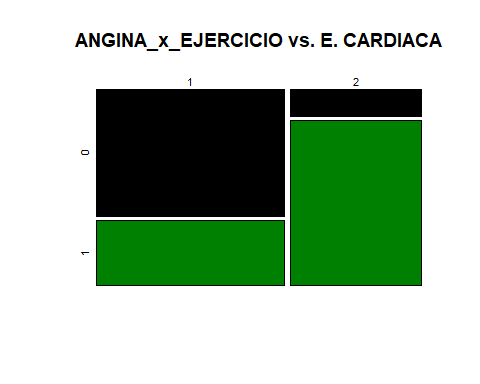 ANGINA_x_EJERCICIO vs. E. CARDIACA
1 2
0
1